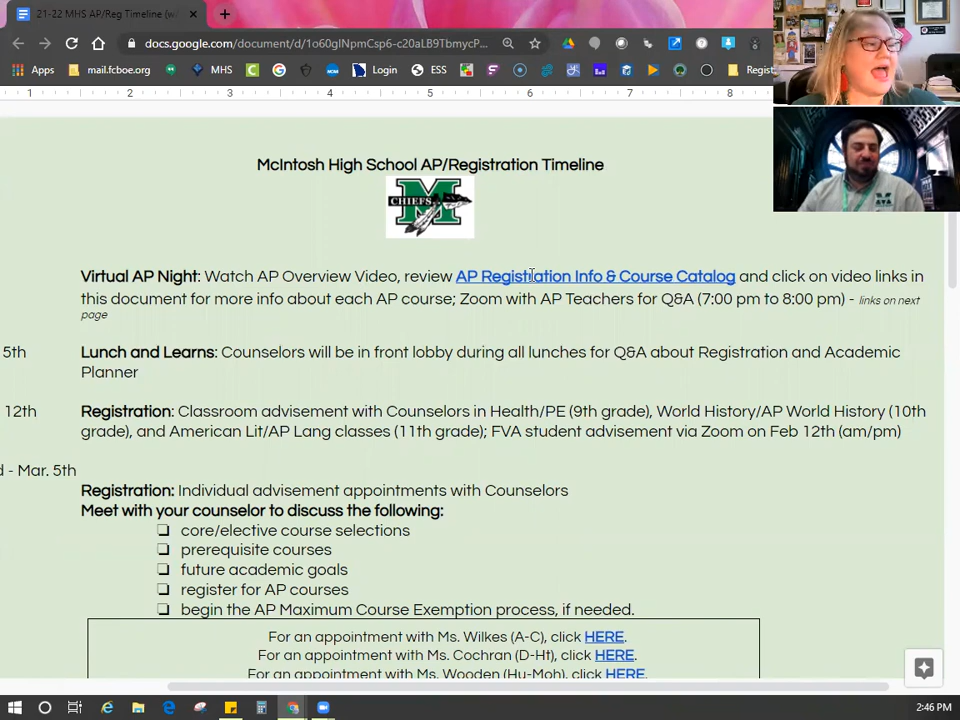 21-22 MHS AP/Reg Timeline (w
docs.google.com/document/d/1o60gINpmCsp6-c20aLB9TbmycP...
Apps mail.fcboe.org MHS Login ESS Regist
1 2 3 4 5 6 7 8
McIntosh High School AP/Registration Timeline
CHIEFS
Virtual AP Night: Watch AP Overview Video, review AP Registration Info & Course Catalog and click on video links in
this document for more info about each AP course; Zoom with AP Teachers for Q&A (7:00 pm to 8:00 pm) - links on next
page
5th Lunch and Learns: Counselors will be in front lobby during all lunches for Q&A about Registration and Academic
Planner
12th Registration: Classroom advisement with Counselors in Health/PE (9th grade), World History/AP World History (10th
grade), and American Lit/AP Lang classes (11th grade); FVA student advisement via Zoom on Feb 12th (am/pm)
d - Mar. 5th
Registration: Individual advisement appointments with Counselors
Meet with your counselor to discuss the following:
❏ core/elective course selections
❏ prerequisite courses
❏ future academic goals
❏ register for AP courses
❏ begin the AP Maximum Course Exemption process, if needed.
For an appointment with Ms. Wilkes (A-C), click HERE.
For an appointment with Ms. Cochran (D-Ht), click HERE.
For an appointment with Ms. Wooden (Hu-Moh), click HERE.
2:46 PM